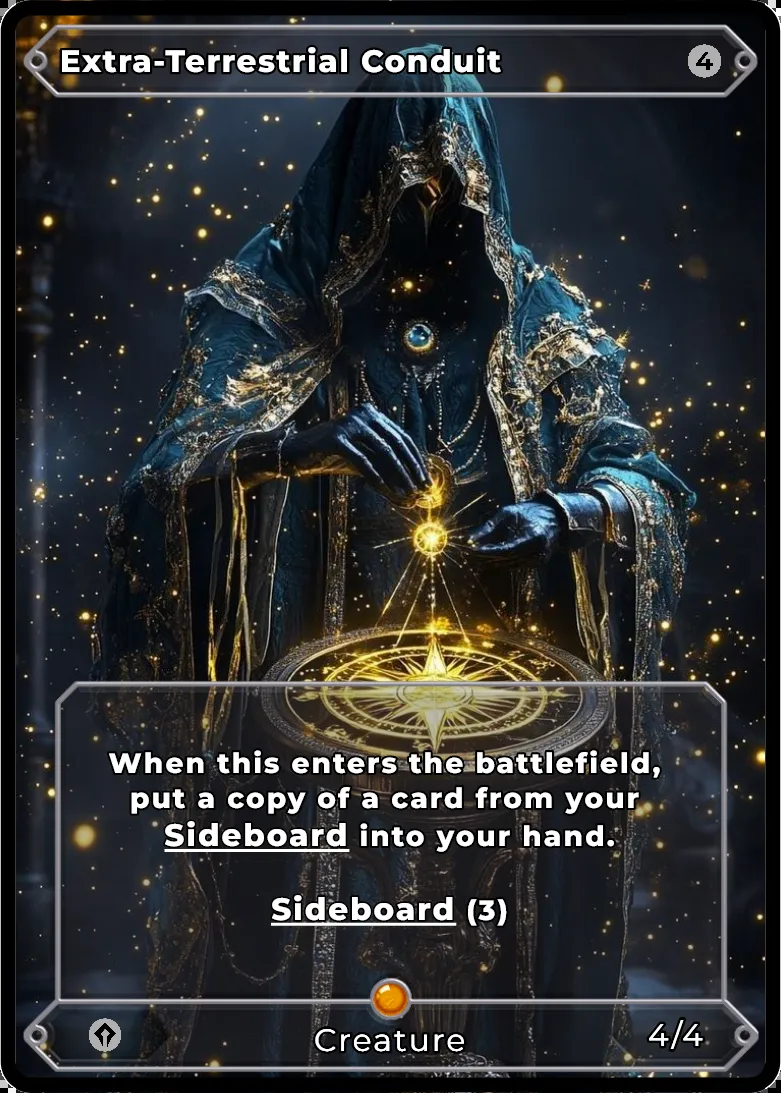 Extra-Terrestrial Conduit 4
When this enters the battlefield,
put a copy of a card from your
Sideboard into your hand.
Sideboard (3)
Creature 4/4